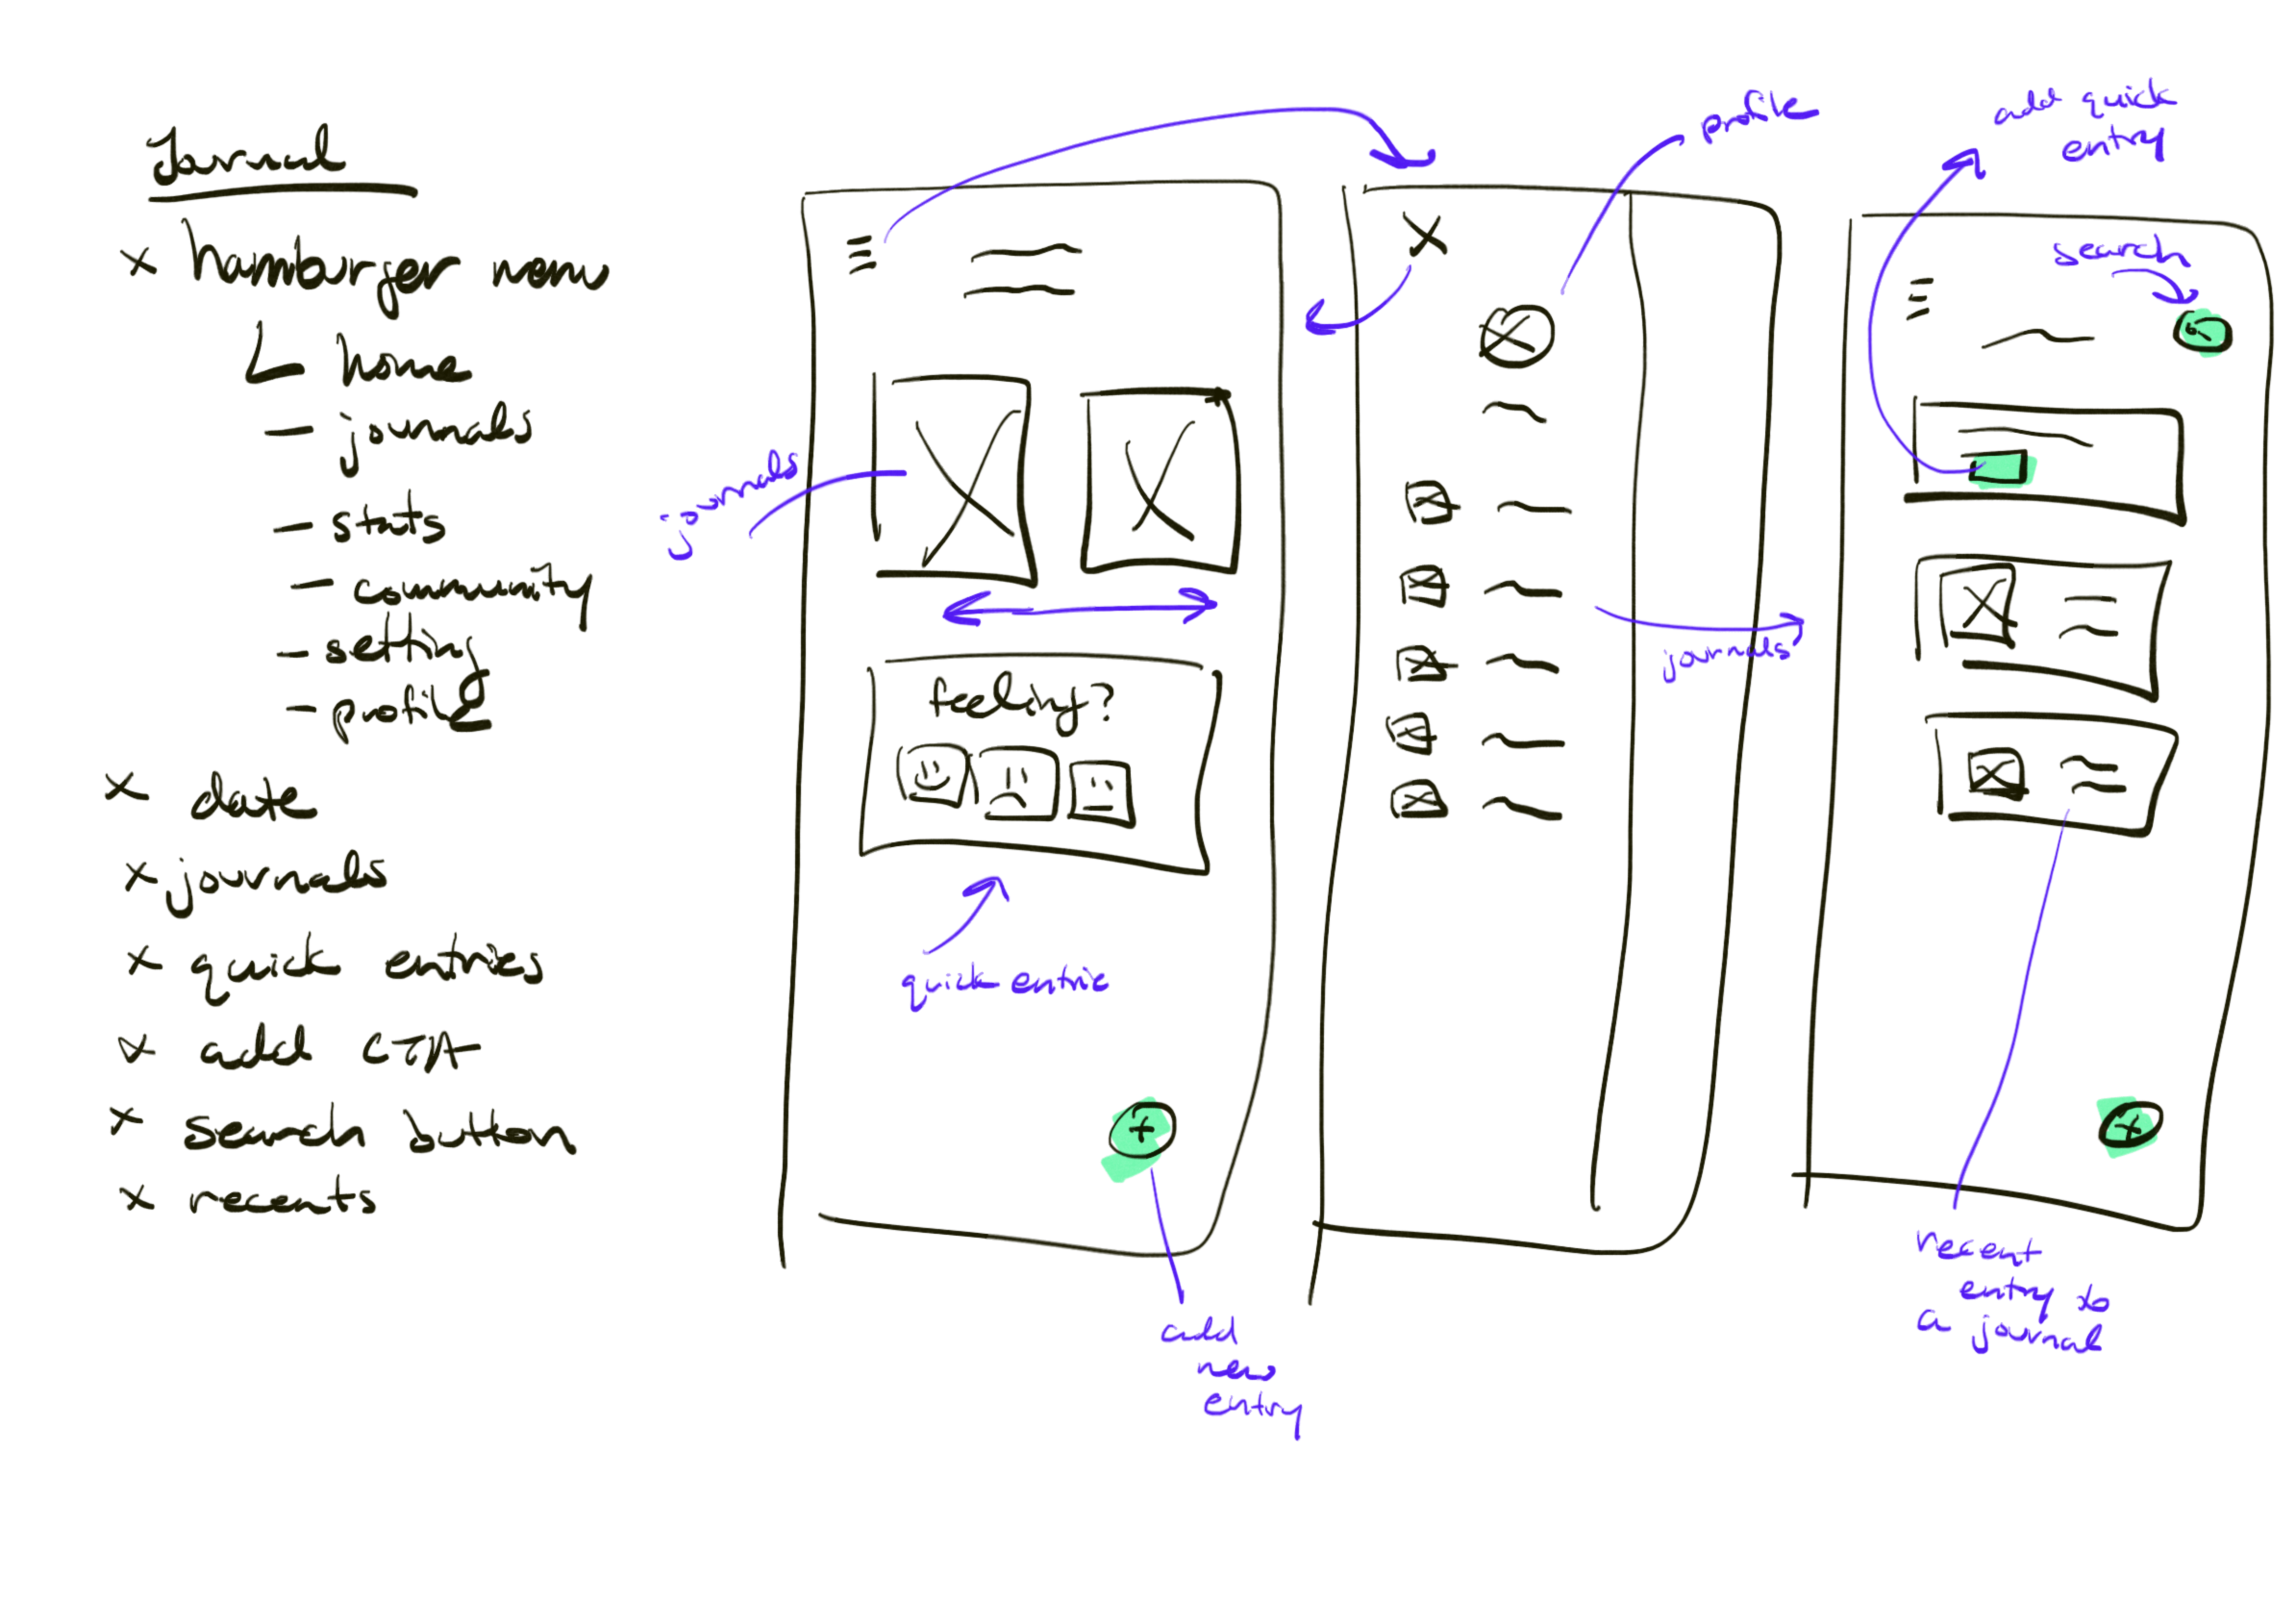 Journal
x hamburger menu
home
- journals
- stats
- community
- setting
- profile
x date
x journals
x quick entries
x add CTA
x search button
x recents
journals
feeling?
quick entrie
+
add
new
entry
X
profile
journals
add quick
entry
search
+
recent
entry to
a journal